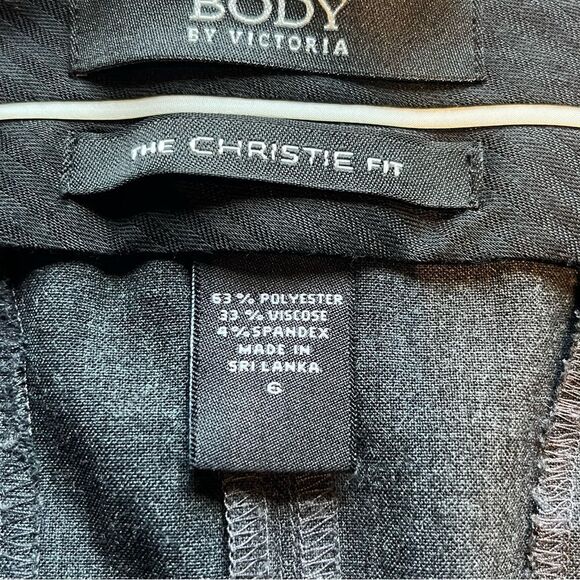 BODY
BY VICTORIA
THE CHRISTIE FIT
63% POLYESTER
33% VISCOSE
4% SPANDEX
MADE IN
SRI LANKA
6